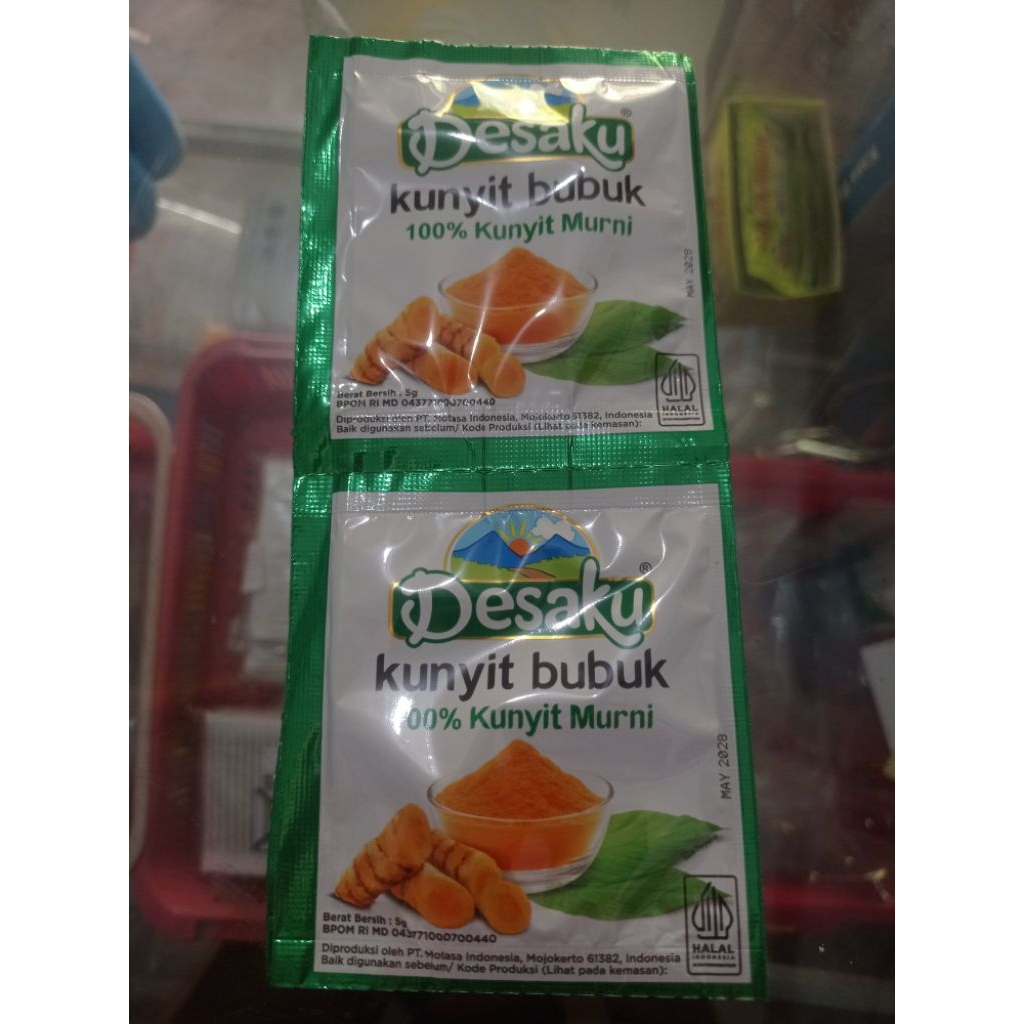 Desaku®
kunyit bubuk
100% Kunyit Murni
MAY 2028
Berat Bersih : 5g
BPOM RI MD 043771000700440
HALAL
INDONESIA
Diproduksi oleh PT. Motasa Indonesia, Mojokerto 61382, Indonesia
Baik digunakan sebelum/ Kode Produksi (Lihat pada kemasan):
Desaku®
kunyit bubuk
100% Kunyit Murni
MAY 2028
Berat Bersih : 5g
BPOM RI MD 043771000700440
HALAL
INDONESIA
Diproduksi oleh PT. Motasa Indonesia, Mojokerto 61382, Indonesia
Baik digunakan sebelum/ Kode Produksi (Lihat pada kemasan):